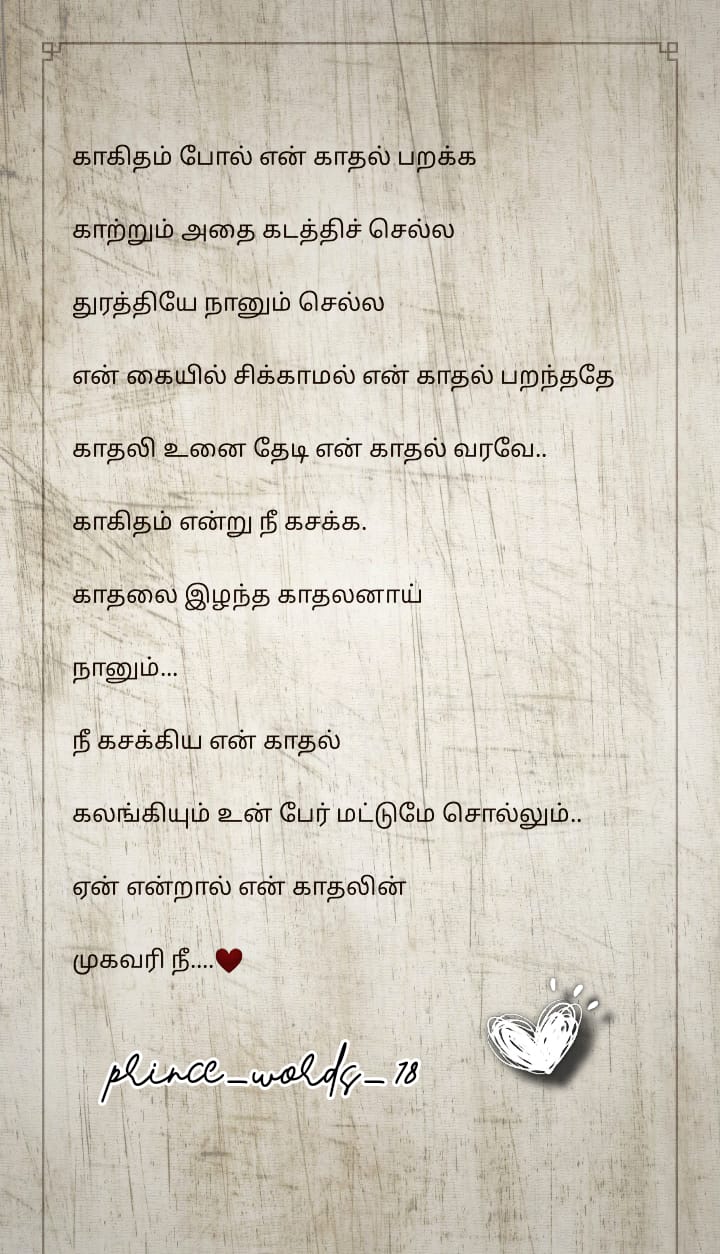 காகிதம் போல் என் காதல் பறக்க
காற்றும் அதை கடத்திச் செல்ல
துரத்தியே நானும் செல்ல
என் கையில் சிக்காமல் என் காதல் பறந்ததே
காதலி உனை தேடி என் காதல் வரவே..
காகிதம் என்று நீ கசக்க.
காதலை இழந்த காதலனாய்
நானும்...
நீ கசக்கிய என் காதல்
கலங்கியும் உன் பேர் மட்டுமே சொல்லும்..
ஏன் என்றால் என் காதலின்
முகவரி நீ....♥
prince_words_18